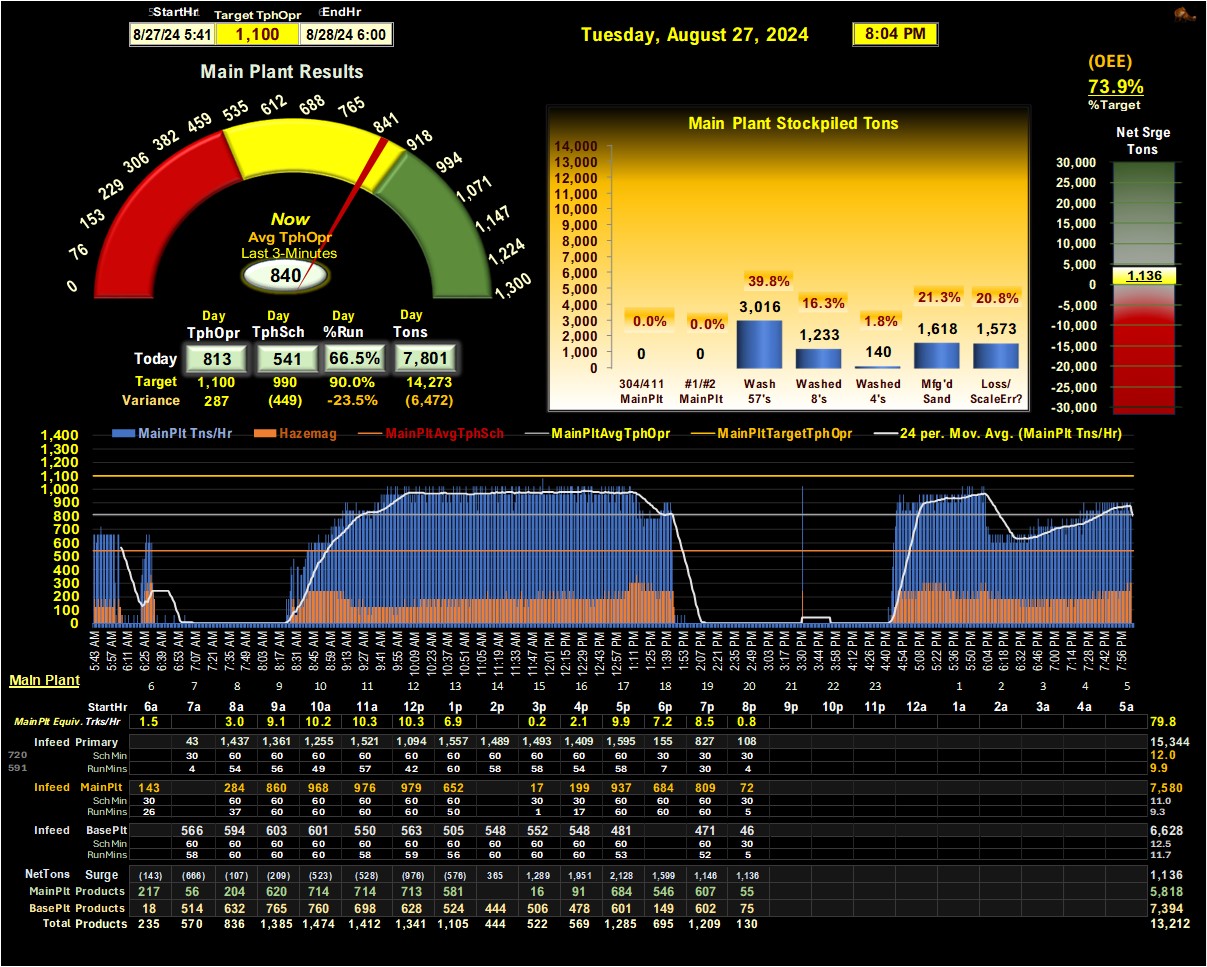 StartHr Target TphOpr EndHr
8/27/24 5:41 1,100 8/28/24 6:00
Tuesday, August 27, 2024 8:04 PM
(OEE)
73.9%
%Target
Main Plant Results
0 76 153 229 306 382 459 535 612 688 765 841 918 994 1,071 1,147 1,224 1,300
Now
Avg TphOpr
Last 3-Minutes
840
Day Day Day Day
TphOpr TphSch %Run Tons
Today 813 541 66.5% 7,801
Target 1,100 990 90.0% 14,273
Variance 287 (449) -23.5% (6,472)
Main Plant Stockpiled Tons
14,000
13,000
12,000
11,000
10,000
9,000
8,000
7,000
6,000
5,000
4,000
3,000
2,000
1,000
0
0.0% 0.0% 39.8% 16.3% 1.8% 21.3% 20.8%
0 0 3,016 1,233 140 1,618 1,573
304/411 #1/#2 Wash Washed Washed Mfg'd Loss/
MainPlt MainPlt 57's 8's 4's Sand ScaleErr?
Net Srge
Tons
30,000
25,000
20,000
15,000
10,000
5,000
1,136
0
-5,000
-10,000
-15,000
-20,000
-25,000
-30,000
MainPlt Tns/Hr Hazemag MainPltAvgTphSch MainPltAvgTphOpr MainPltTargetTphOpr 24 per. Mov. Avg. (MainPlt Tns/Hr)
1,400
1,300
1,200
1,100
1,000
900
800
700
600
500
400
300
200
100
0
5:43 AM 5:57 AM 6:11 AM 6:25 AM 6:39 AM 6:53 AM 7:07 AM 7:21 AM 7:35 AM 7:49 AM 8:03 AM 8:17 AM 8:31 AM 8:45 AM 8:59 AM 9:13 AM 9:27 AM 9:41 AM 9:55 AM 10:09 AM 10:23 AM 10:37 AM 10:51 AM 11:05 AM 11:19 AM 11:33 AM 11:47 AM 12:01 PM 12:15 PM 12:29 PM 12:43 PM 12:57 PM 1:11 PM 1:25 PM 1:39 PM 1:53 PM 2:07 PM 2:21 PM 2:35 PM 2:49 PM 3:03 PM 3:17 PM 3:30 PM 3:44 PM 3:58 PM 4:12 PM 4:26 PM 4:40 PM 4:54 PM 5:08 PM 5:22 PM 5:36 PM 5:50 PM 6:04 PM 6:18 PM 6:32 PM 6:46 PM 7:00 PM 7:14 PM 7:28 PM 7:42 PM 7:56 PM
Main Plant 6 7 8 9 10 11 12 13 14 15 16 17 18 19 20 21 22 23 1 2 3 4 5
StartHr 6a 7a 8a 9a 10a 11a 12p 1p 2p 3p 4p 5p 6p 7p 8p 9p 10p 11p 12a 1a 2a 3a 4a 5a
MainPlt Equiv. Trks/Hr 1.5 3.0 9.1 10.2 10.3 10.3 6.9 0.2 2.1 9.9 7.2 8.5 0.8 79.8
Infeed Primary 43 1,437 1,361 1,255 1,521 1,094 1,557 1,489 1,493 1,409 1,595 155 827 108 15,344
720 SchMin 30 60 60 60 60 60 60 60 60 60 60 30 30 30 12.0
591 RunMins 4 54 56 49 57 42 60 58 58 54 58 7 30 4 9.9
Infeed MainPlt 143 284 860 968 976 979 652 17 199 937 684 809 72 7,580
SchMin 30 60 60 60 60 60 60 30 30 60 60 60 30 11.0
RunMins 26 37 60 60 60 60 50 1 17 60 60 60 5 9.3
Infeed BasePlt 566 594 603 601 550 563 505 548 552 548 481 471 46 6,628
SchMin 60 60 60 60 60 60 60 60 60 60 60 60 30 12.5
RunMins 58 60 60 60 58 59 56 60 60 60 53 52 5 11.7
NetTons Surge (143) (666) (107) (209) (523) (528) (976) (576) 365 1,289 1,951 2,128 1,599 1,146 1,136 1,136
MainPlt Products 217 56 204 620 714 714 713 581 16 91 684 546 607 55 5,818
BasePlt Products 18 514 632 765 760 698 628 524 444 506 478 601 149 602 75 7,394
Total Products 235 570 836 1,385 1,474 1,412 1,341 1,105 444 522 569 1,285 695 1,209 130 13,212